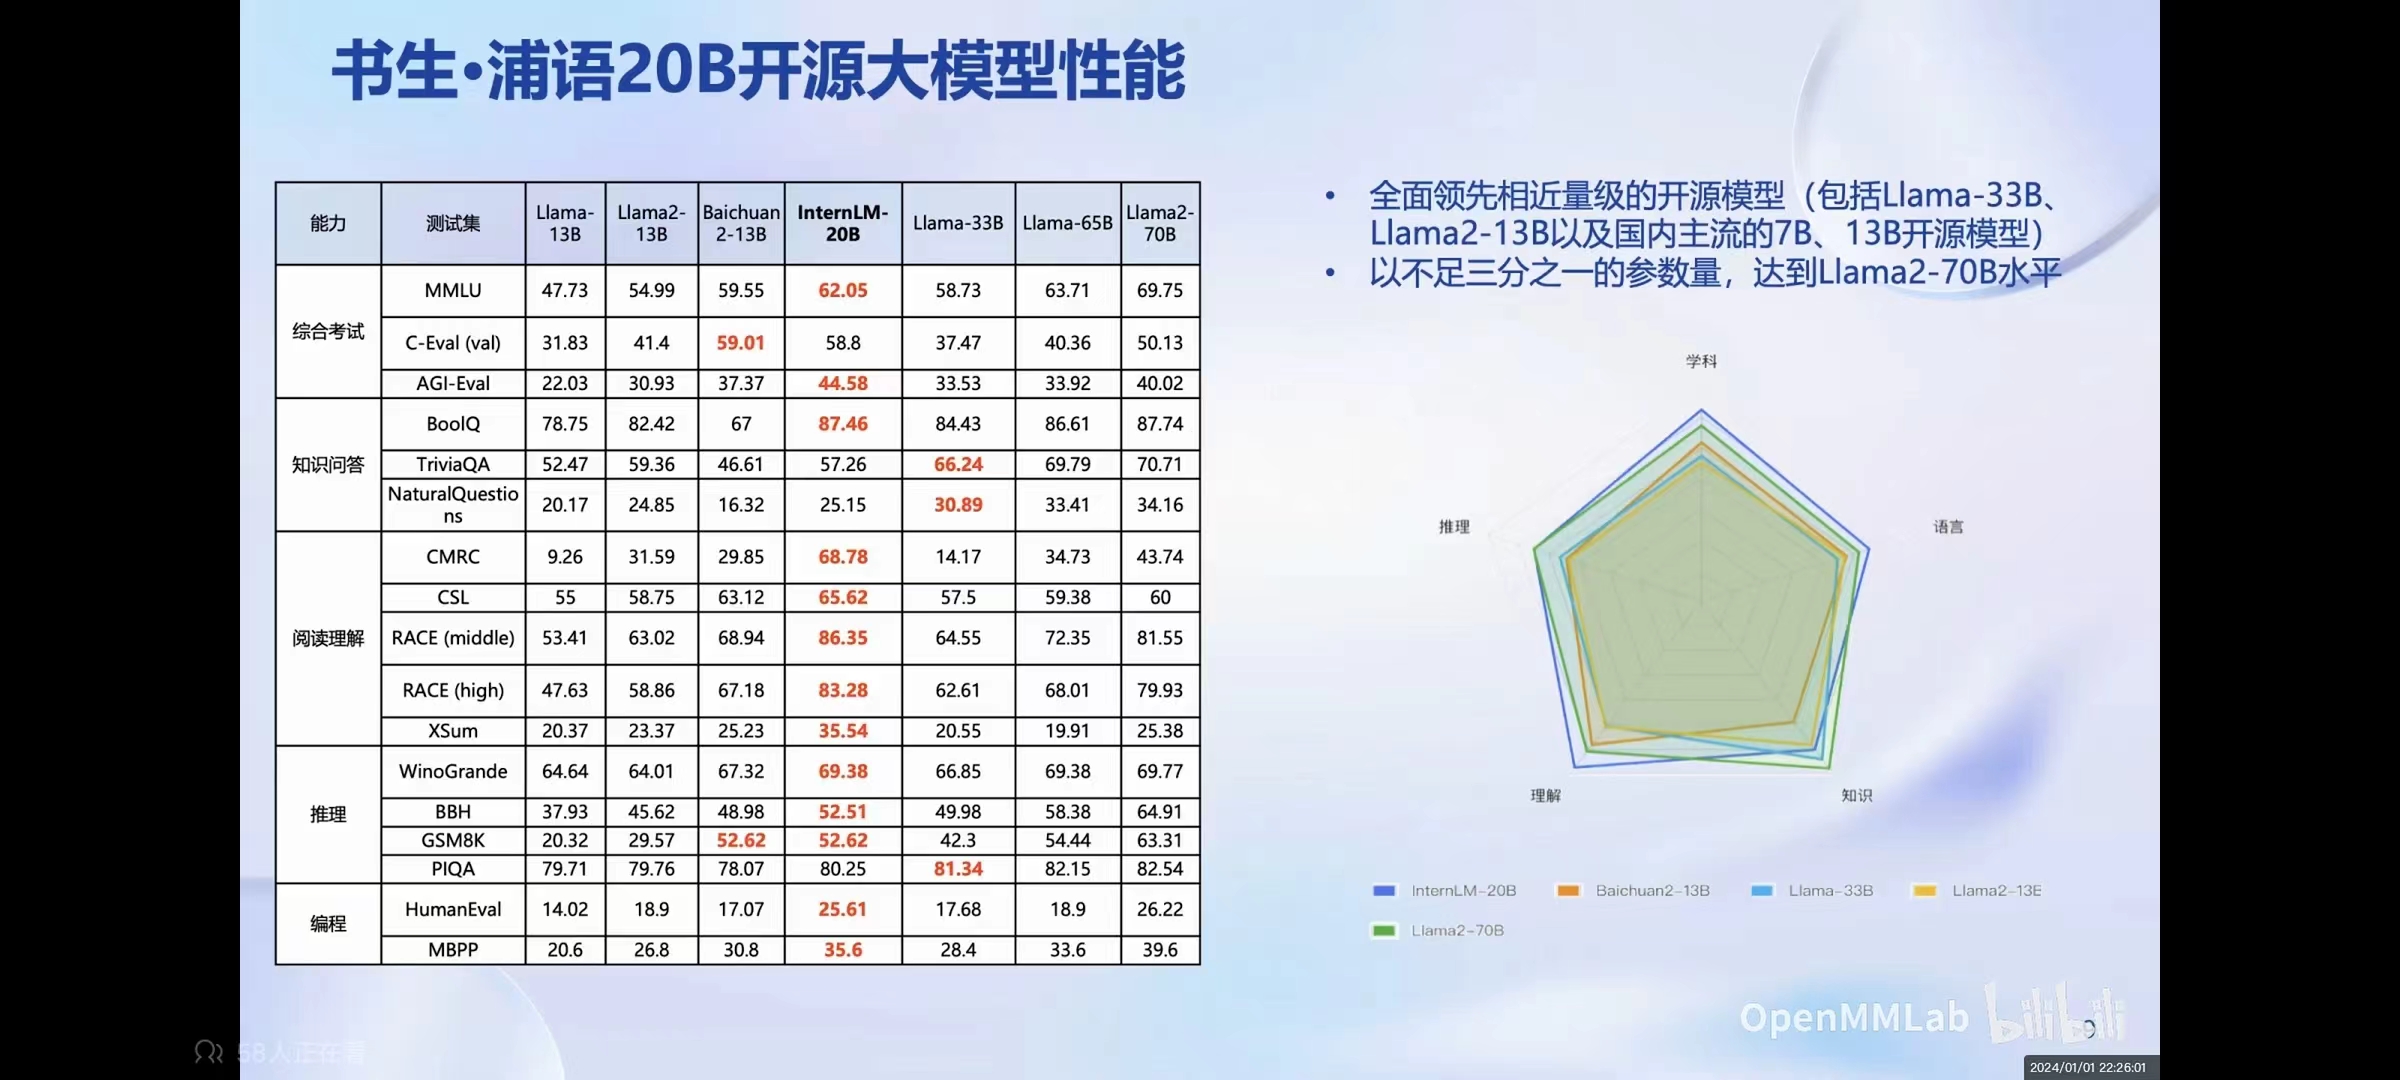 书生•浦语20B开源大模型性能
能力 测试集 Llama-13B Llama2-13B Baichuan2-13B InternLM-20B Llama-33B Llama-65B Llama2-70B
综合考试
MMLU 47.73 54.99 59.55 62.05 58.73 63.71 69.75
C-Eval (val) 31.83 41.4 59.01 58.8 37.47 40.36 50.13
AGI-Eval 22.03 30.93 37.37 44.58 33.53 33.92 40.02
知识问答
BoolQ 78.75 82.42 67 87.46 84.43 86.61 87.74
TriviaQA 52.47 59.36 46.61 57.26 66.24 69.79 70.71
NaturalQuestions 20.17 24.85 16.32 25.15 30.89 33.41 34.16
阅读理解
CMRC 9.26 31.59 29.85 68.78 14.17 34.73 43.74
CSL 55 58.75 63.12 65.62 57.5 59.38 60
RACE (middle) 53.41 63.02 68.94 86.35 64.55 72.35 81.55
RACE (high) 47.63 58.86 67.18 83.28 62.61 68.01 79.93
XSum 20.37 23.37 25.23 35.54 20.55 19.91 25.38
推理
WinoGrande 64.64 64.01 67.32 69.38 66.85 69.38 69.77
BBH 37.93 45.62 48.98 52.51 49.98 58.38 64.91
GSM8K 20.32 29.57 52.62 52.62 42.3 54.44 63.31
PIQA 79.71 79.76 78.07 80.25 81.34 82.15 82.54
编程
HumanEval 14.02 18.9 17.07 25.61 17.68 18.9 26.22
MBPP 20.6 26.8 30.8 35.6 28.4 33.6 39.6
• 全面领先相近量级的开源模型（包括Llama-33B、
Llama2-13B以及国内主流的7B、13B开源模型）
• 以不足三分之一的参数量，达到Llama2-70B水平
学科
推理
语言
理解
知识
InternLM-20B Baichuan2-13B Llama-33B Llama2-13B
Llama2-70B
OpenMMLab bilibili
9
58人正在看
2024/01/01 22:26:01